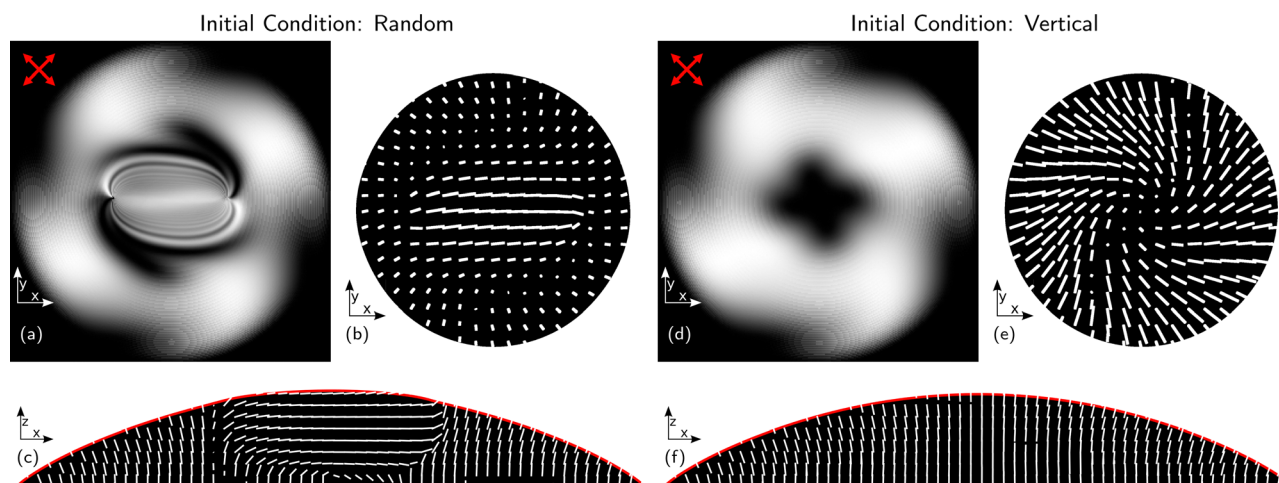 Initial Condition: Random
Initial Condition: Vertical
y
x
(a)
y
x
(b)
y
x
(d)
y
x
(e)
z
x
(c)
z
x
(f)